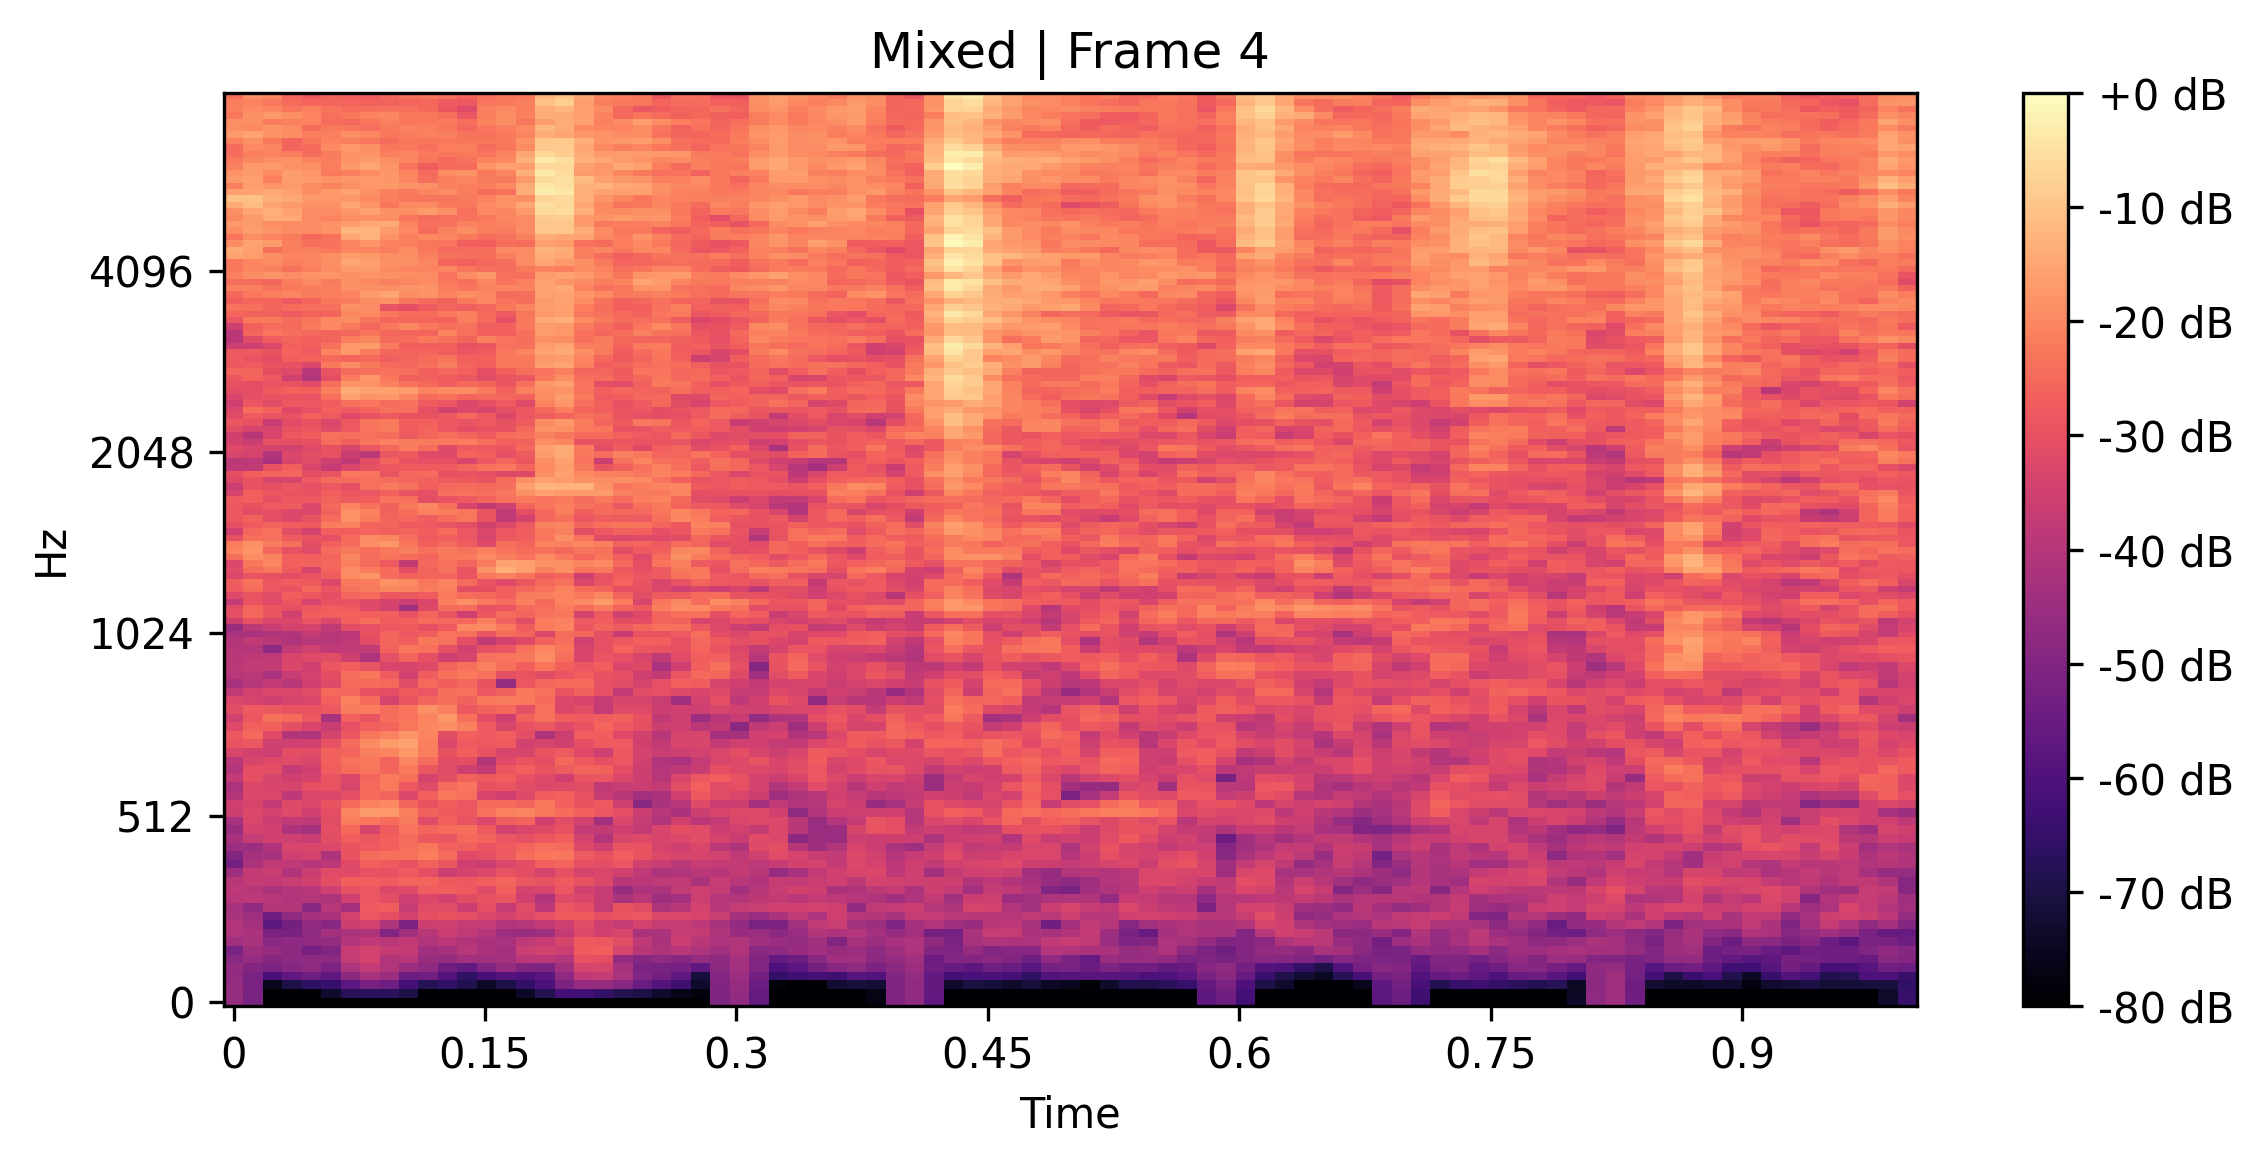 Mixed | Frame 4
+0 dB
-10 dB
-20 dB
-30 dB
-40 dB
-50 dB
-60 dB
-70 dB
-80 dB
Hz
4096
2048
1024
512
0
0 0.15 0.3 0.45 0.6 0.75 0.9
Time